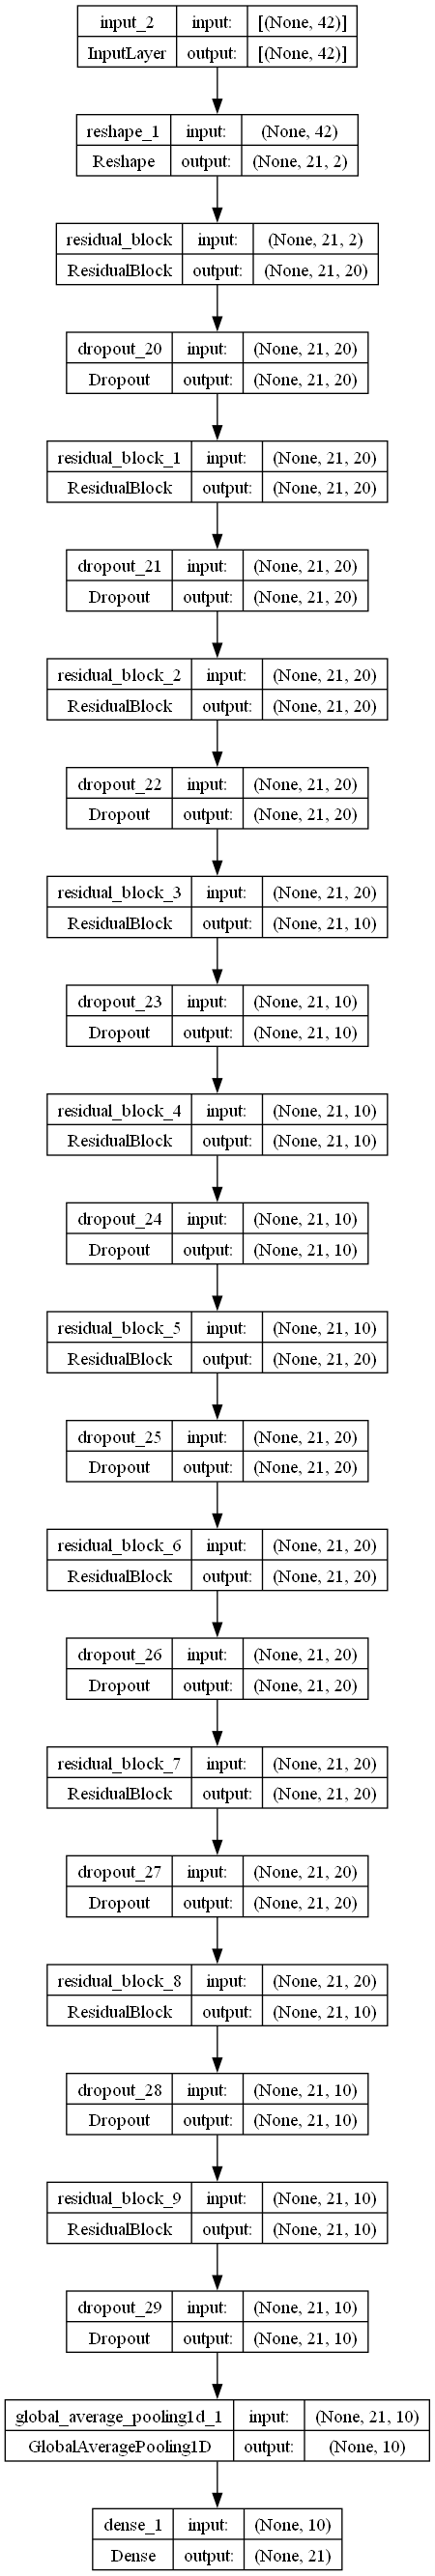 input_2 input: [(None, 42)]
InputLayer output: [(None, 42)]
reshape_1 input: (None, 42)
Reshape output: (None, 21, 2)
residual_block input: (None, 21, 2)
ResidualBlock output: (None, 21, 20)
dropout_20 input: (None, 21, 20)
Dropout output: (None, 21, 20)
residual_block_1 input: (None, 21, 20)
ResidualBlock output: (None, 21, 20)
dropout_21 input: (None, 21, 20)
Dropout output: (None, 21, 20)
residual_block_2 input: (None, 21, 20)
ResidualBlock output: (None, 21, 20)
dropout_22 input: (None, 21, 20)
Dropout output: (None, 21, 20)
residual_block_3 input: (None, 21, 20)
ResidualBlock output: (None, 21, 10)
dropout_23 input: (None, 21, 10)
Dropout output: (None, 21, 10)
residual_block_4 input: (None, 21, 10)
ResidualBlock output: (None, 21, 10)
dropout_24 input: (None, 21, 10)
Dropout output: (None, 21, 10)
residual_block_5 input: (None, 21, 10)
ResidualBlock output: (None, 21, 20)
dropout_25 input: (None, 21, 20)
Dropout output: (None, 21, 20)
residual_block_6 input: (None, 21, 20)
ResidualBlock output: (None, 21, 20)
dropout_26 input: (None, 21, 20)
Dropout output: (None, 21, 20)
residual_block_7 input: (None, 21, 20)
ResidualBlock output: (None, 21, 20)
dropout_27 input: (None, 21, 20)
Dropout output: (None, 21, 20)
residual_block_8 input: (None, 21, 20)
ResidualBlock output: (None, 21, 10)
dropout_28 input: (None, 21, 10)
Dropout output: (None, 21, 10)
residual_block_9 input: (None, 21, 10)
ResidualBlock output: (None, 21, 10)
dropout_29 input: (None, 21, 10)
Dropout output: (None, 21, 10)
global_average_pooling1d_1 input: (None, 21, 10)
GlobalAveragePooling1D output: (None, 10)
dense_1 input: (None, 10)
Dense output: (None, 21)